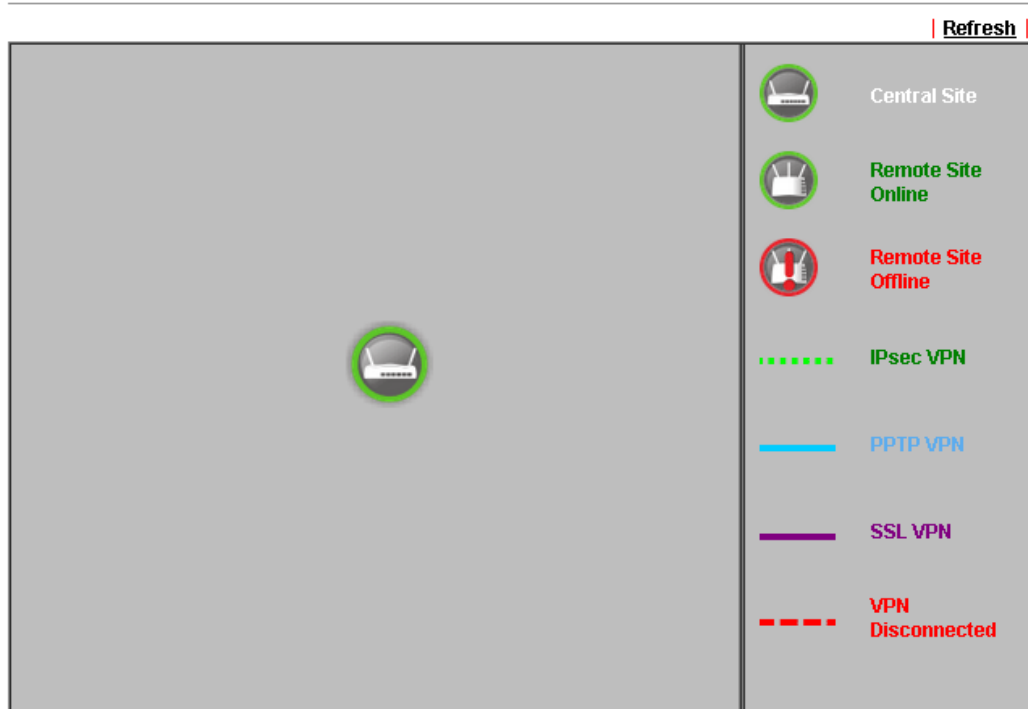 Refresh
Central Site
Remote Site
Online
Remote Site
Offline
IPsec VPN
PPTP VPN
SSL VPN
VPN
Disconnected